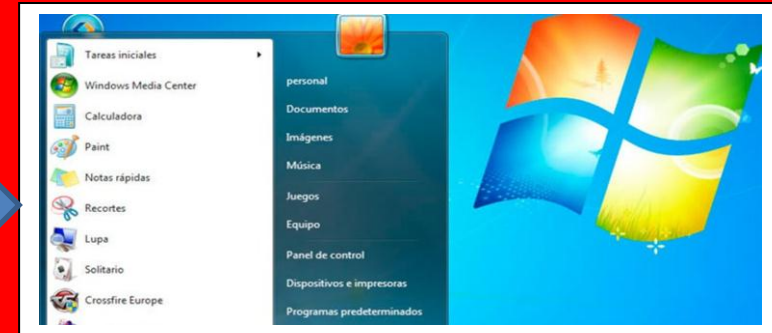 Tareas iniciales
Windows Media Center
Calculadora
Paint
Notas rápidas
Recortes
Lupa
Solitario
Crossfire Europe
personal
Documentos
Imágenes
Música
Juegos
Equipo
Panel de control
Dispositivos e impresoras
Programas predeterminados